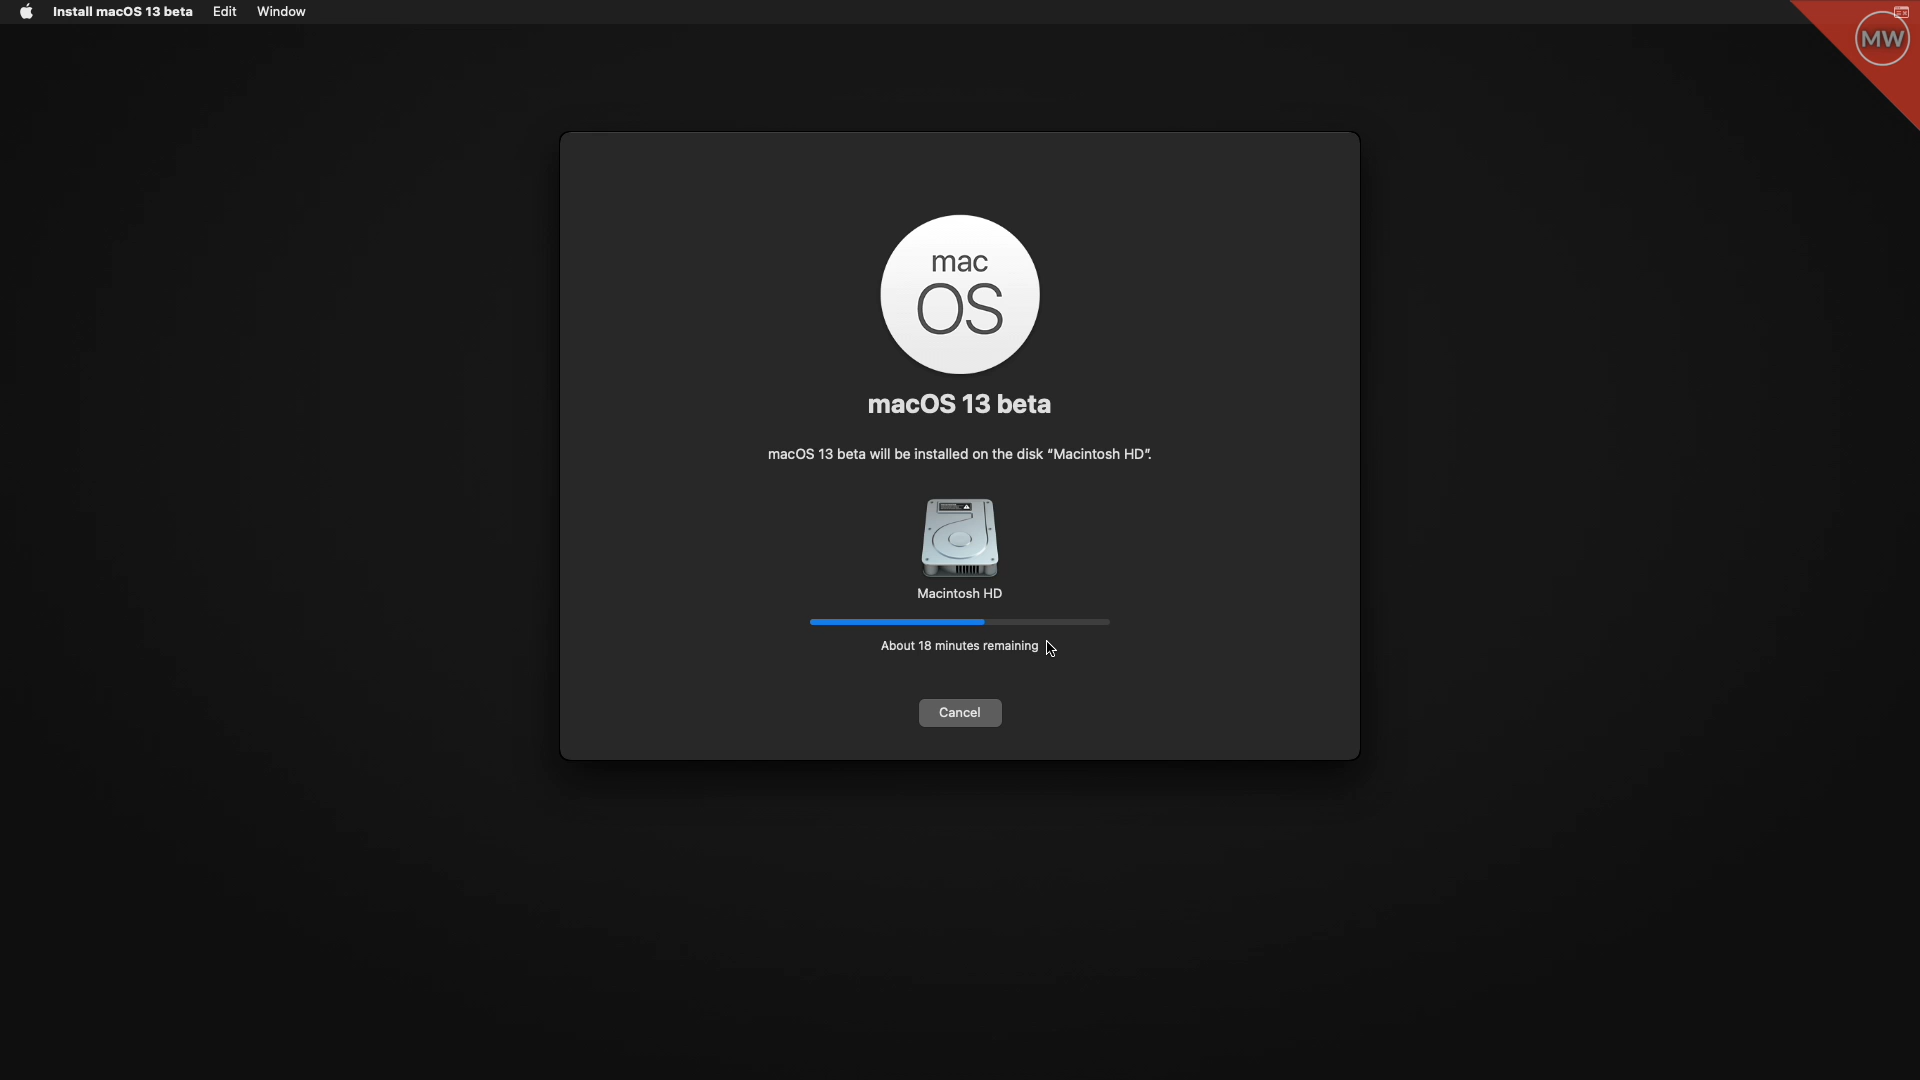 Install macOS 13 beta Edit Window
MW
mac
OS
macOS 13 beta
macOS 13 beta will be installed on the disk “Macintosh HD”.
Macintosh HD
About 18 minutes remaining
Cancel